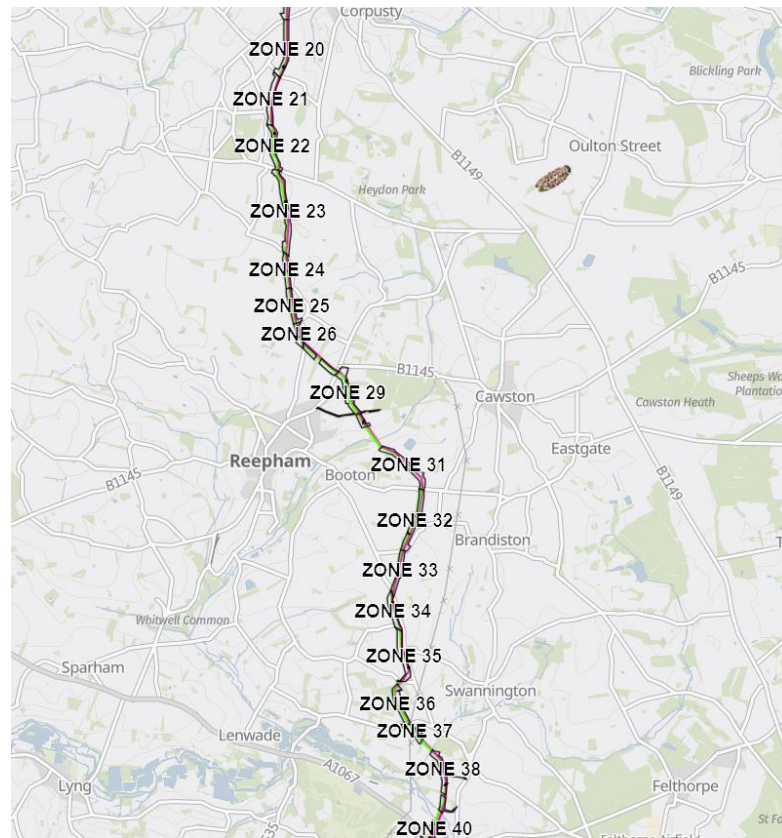 Corpusty
ZONE 20
Blickling Park
ZONE 21
B1149
ZONE 22
Oulton Street
Heydon Park
ZONE 23
ZONE 24
B1145
ZONE 25
ZONE 26
B1145
Sheeps Wa
Plantation
ZONE 29
Cawston
Cawston Heath
Eastgate
Reepham
ZONE 31
Booton
B1145
B1149
ZONE 32
Brandiston
ZONE 33
ZONE 34
Whitwell Common
ZONE 35
Sparham
Swannington
ZONE 36
ZONE 37
Lenwade
A1067
ZONE 38
Lyng
Felthorpe
ZONE 40